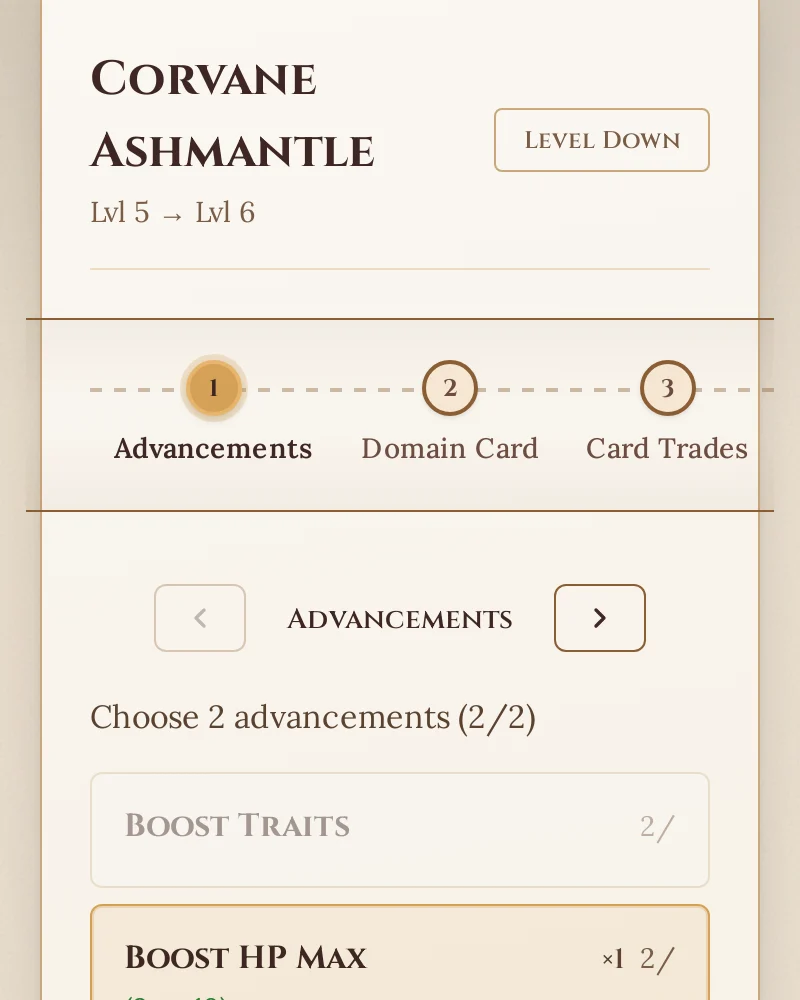 Corvane
Ashmantle
Level Down
Lvl 5 → Lvl 6
1
2
3
Advancements
Domain Card
Card Trades
Advancements
Choose 2 advancements (2/2)
Boost Traits
2/
Boost HP Max
×1 2/